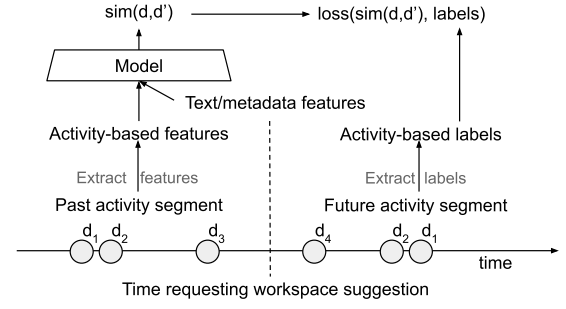 sim(d,d’) loss(sim(d,d’), labels)
Model
Text/metadata features
Activity-based features Activity-based labels
Extract features Extract labels
Past activity segment Future activity segment
d1 d2 d3 d4 d2 d1
time
Time requesting workspace suggestion